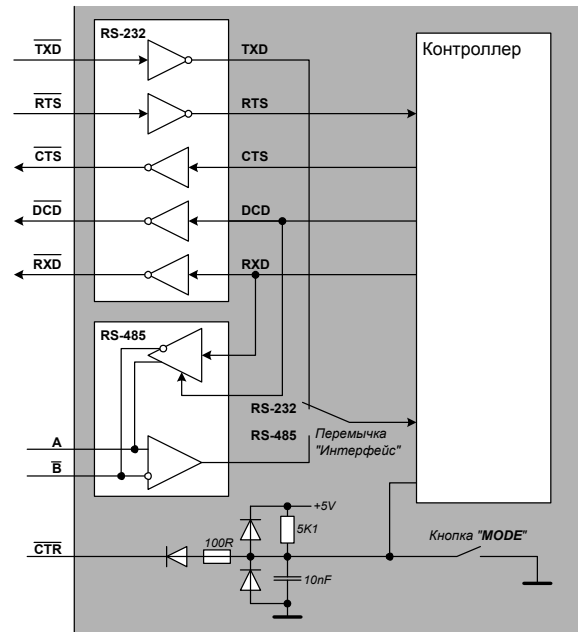 RS-232
TXD
TXD
Контроллер
RTS
RTS
CTS
CTS
DCD
DCD
RXD
RXD
RS-485
RS-232
RS-485
Перемычка
"Интерфейс"
A
B
+5V
5K1
CTR
100R
10nF
Кнопка "MODE"